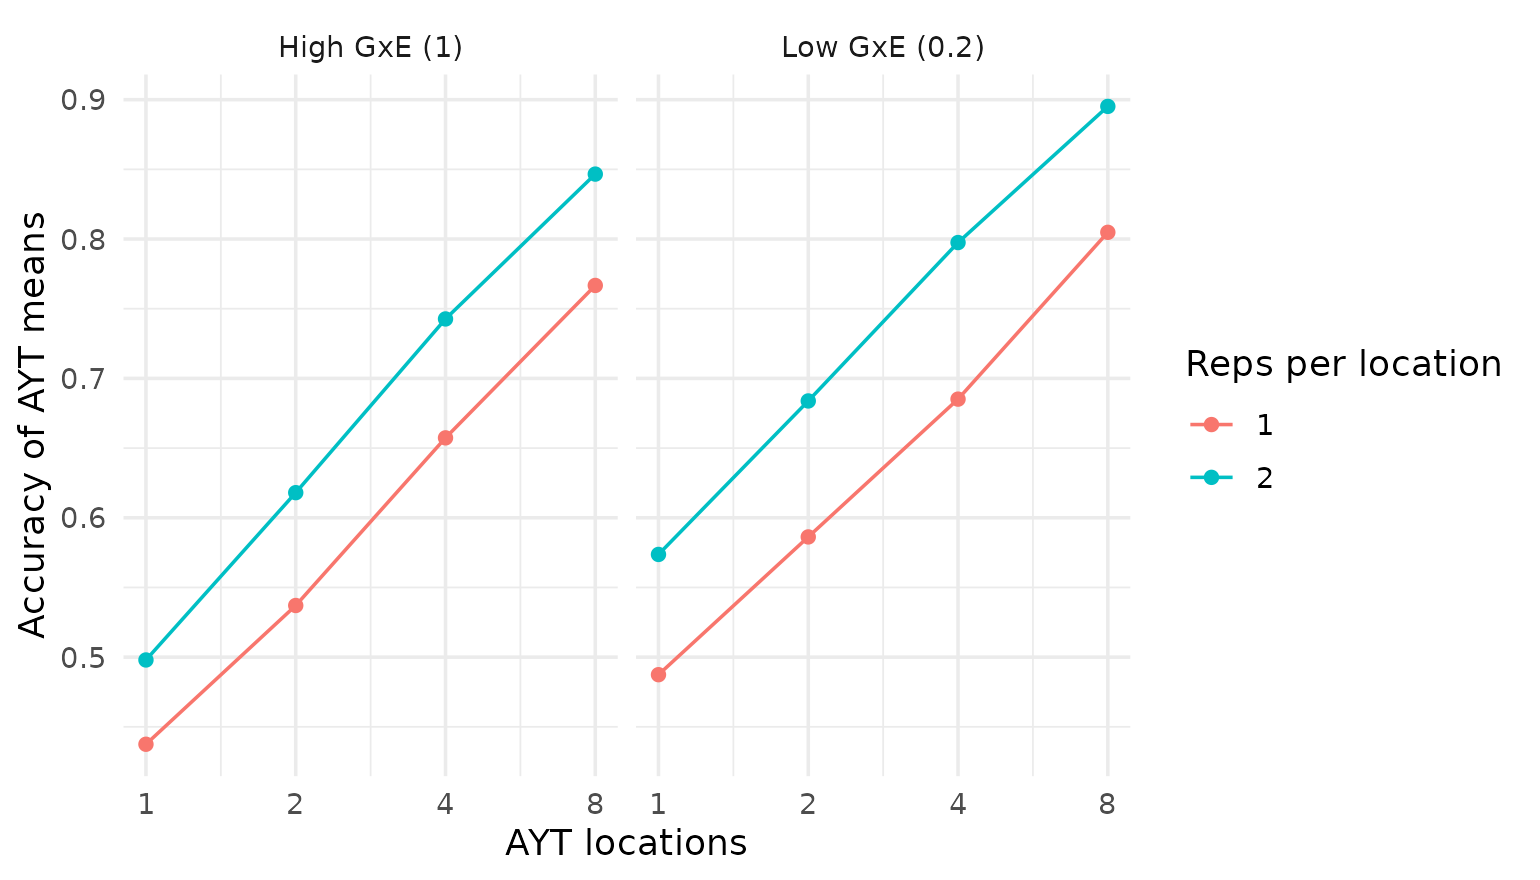 High GxE (1)
Low GxE (0.2)
Accuracy of AYT means
0.9
0.8
0.7
0.6
0.5
1 2 4 8
1 2 4 8
AYT locations
Reps per location
1
2